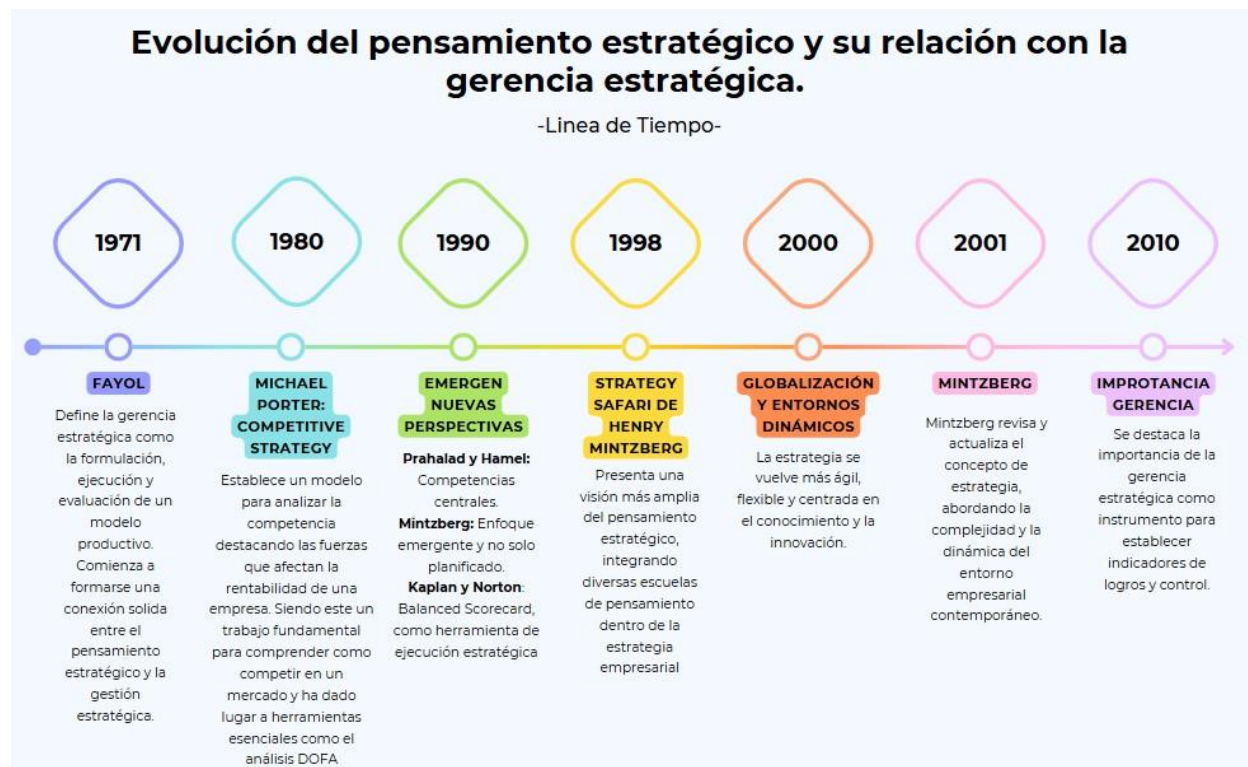 Evolución del pensamiento estratégico y su relación con la
gerencia estratégica.
-Linea de Tiempo-
1971
1980
1990
1998
2000
2001
2010
FAYOL
Define la gerencia
estratégica como
la formulación,
ejecución y
evaluación de un
modelo
productivo.
Comienza a
formarse una
conexión solida
entre el
pensamiento
estratégico y la
gestión
estratégica.
MICHAEL
PORTER:
COMPETITIVE
STRATEGY
Establece un modelo
para analizar la
competencia
destacando las fuerzas
que afectan la
rentabilidad de una
empresa. Siendo este un
trabajo fundamental
para comprender como
competir en un
mercado y ha dado
lugar a herramientas
esenciales como el
análisis DOFA
EMERGEN
NUEVAS
PERSPECTIVAS
Prahalad y Hamel:
Competencias
centrales.
Mintzberg: Enfoque
emergente y no solo
planificado.
Kaplan y Norton:
Balanced Scorecard,
como herramienta de
ejecución estratégica
STRATEGY
SAFARI DE
HENRY
MINTZBERG
Presenta una
visión más amplia
del pensamiento
estratégico,
integrando
diversas escuelas
de pensamiento
dentro de la
estrategia
empresarial
GLOBALIZACIÓN
Y ENTORNOS
DINÁMICOS
La estrategia se
vuelve más ágil,
flexible y centrada en
el conocimiento y la
innovación.
MINTZBERG
Mintzberg revisa y
actualiza el
concepto de
estrategia,
abordando la
complejidad y la
dinámica del
entorno
empresarial
contemporáneo.
IMPROTANCIA
GERENCIA
Se destaca la
importancia de la
gerencia
estratégica como
instrumento para
establecer
indicadores de
logros y control.